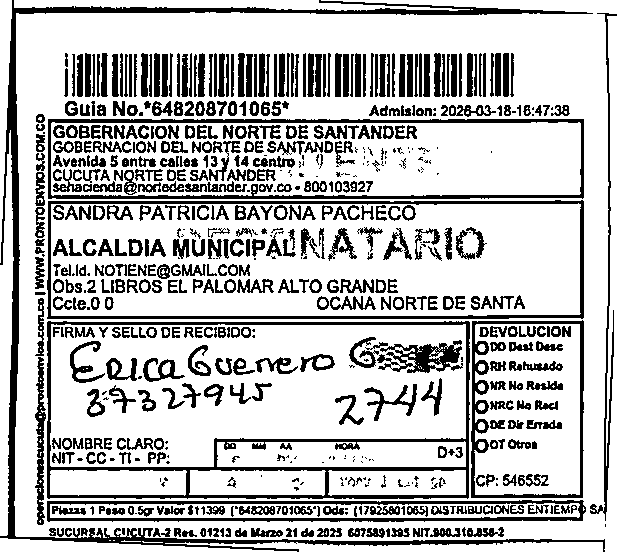 Guia No.*648208701065*
Admision: 2026-03-18-16:47:38
GOBERNACION DEL NORTE DE SANTANDER
GOBERNACION DEL NORTE DE SANTANDER
Avenida 5 entre calles 13 y 14 centro
CUCUTA NORTE DE SANTANDER
sehacienda@nortedesantander.gov.co - 800103927
SANDRA PATRICIA BAYONA PACHECO
ALCALDIA MUNICIPAL
DESTINATARIO
Tel.Id. NOTIENE@GMAIL.COM
Obs.2 LIBROS EL PALOMAR ALTO GRANDE
Ccte.0 0 OCANA NORTE DE SANTA
FIRMA Y SELLO DE RECIBIDO:
Erica Guerrero G
37327945
2744
NOMBRE CLARO:
NIT - CC - TI - PP:
DD MM AA HORA
D+3
DEVOLUCION
DD Dest Desc
RH Rehusado
NR No Reside
NRC No Recl
DE Dir Errada
OT Otros
CP: 546552
Piezas 1 Peso 0.5gr Valor $11399 ["648208701065"] Ods: (17925801065) DISTRIBUCIONES ENTIEMPO SA
SUCURSAL CUCUTA-2 Res. 01213 de Marzo 21 de 2025 6075891395 NIT.900.310.856-2
operadoresacucuta@prontoenvios.com.co | WWW.PRONTOENVIOS.COM.CO